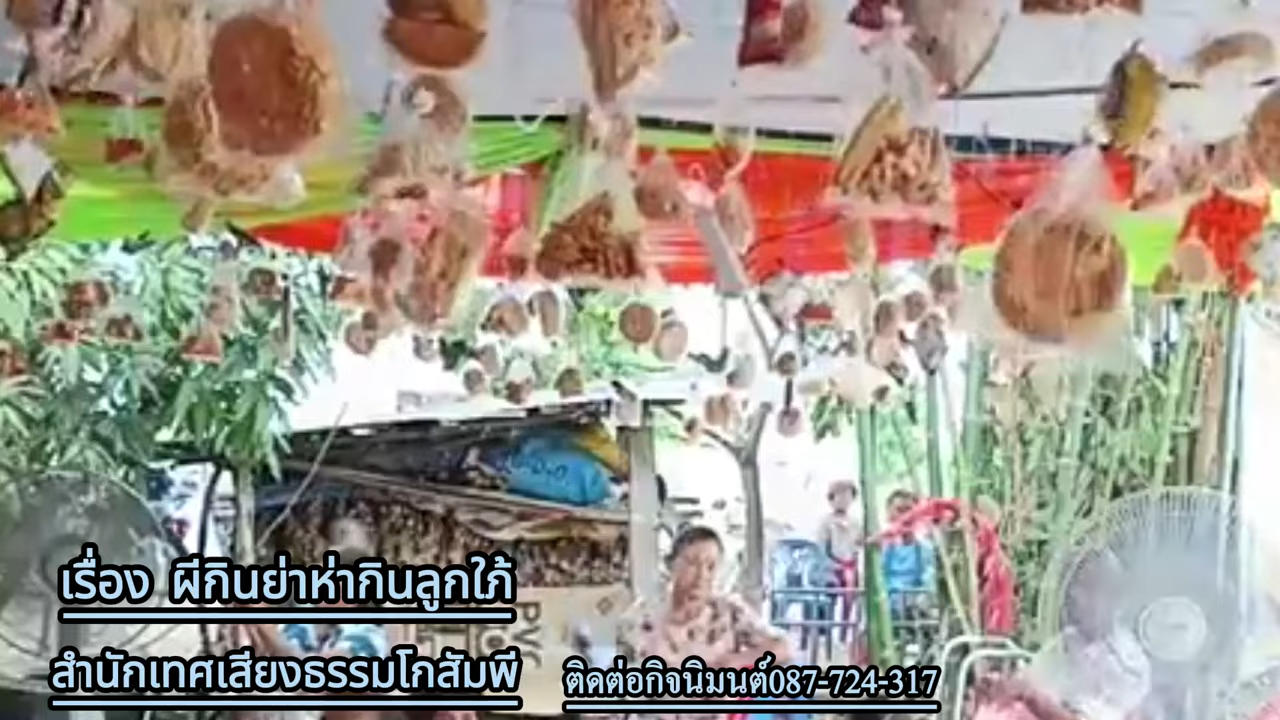 เรื่อง ผีกินย่าห่ากินลูกใภ้
สำนักเทศเสียงธรรมโกสัมพี
ติดต่อกิจนิมนต์087-724-317
PVC